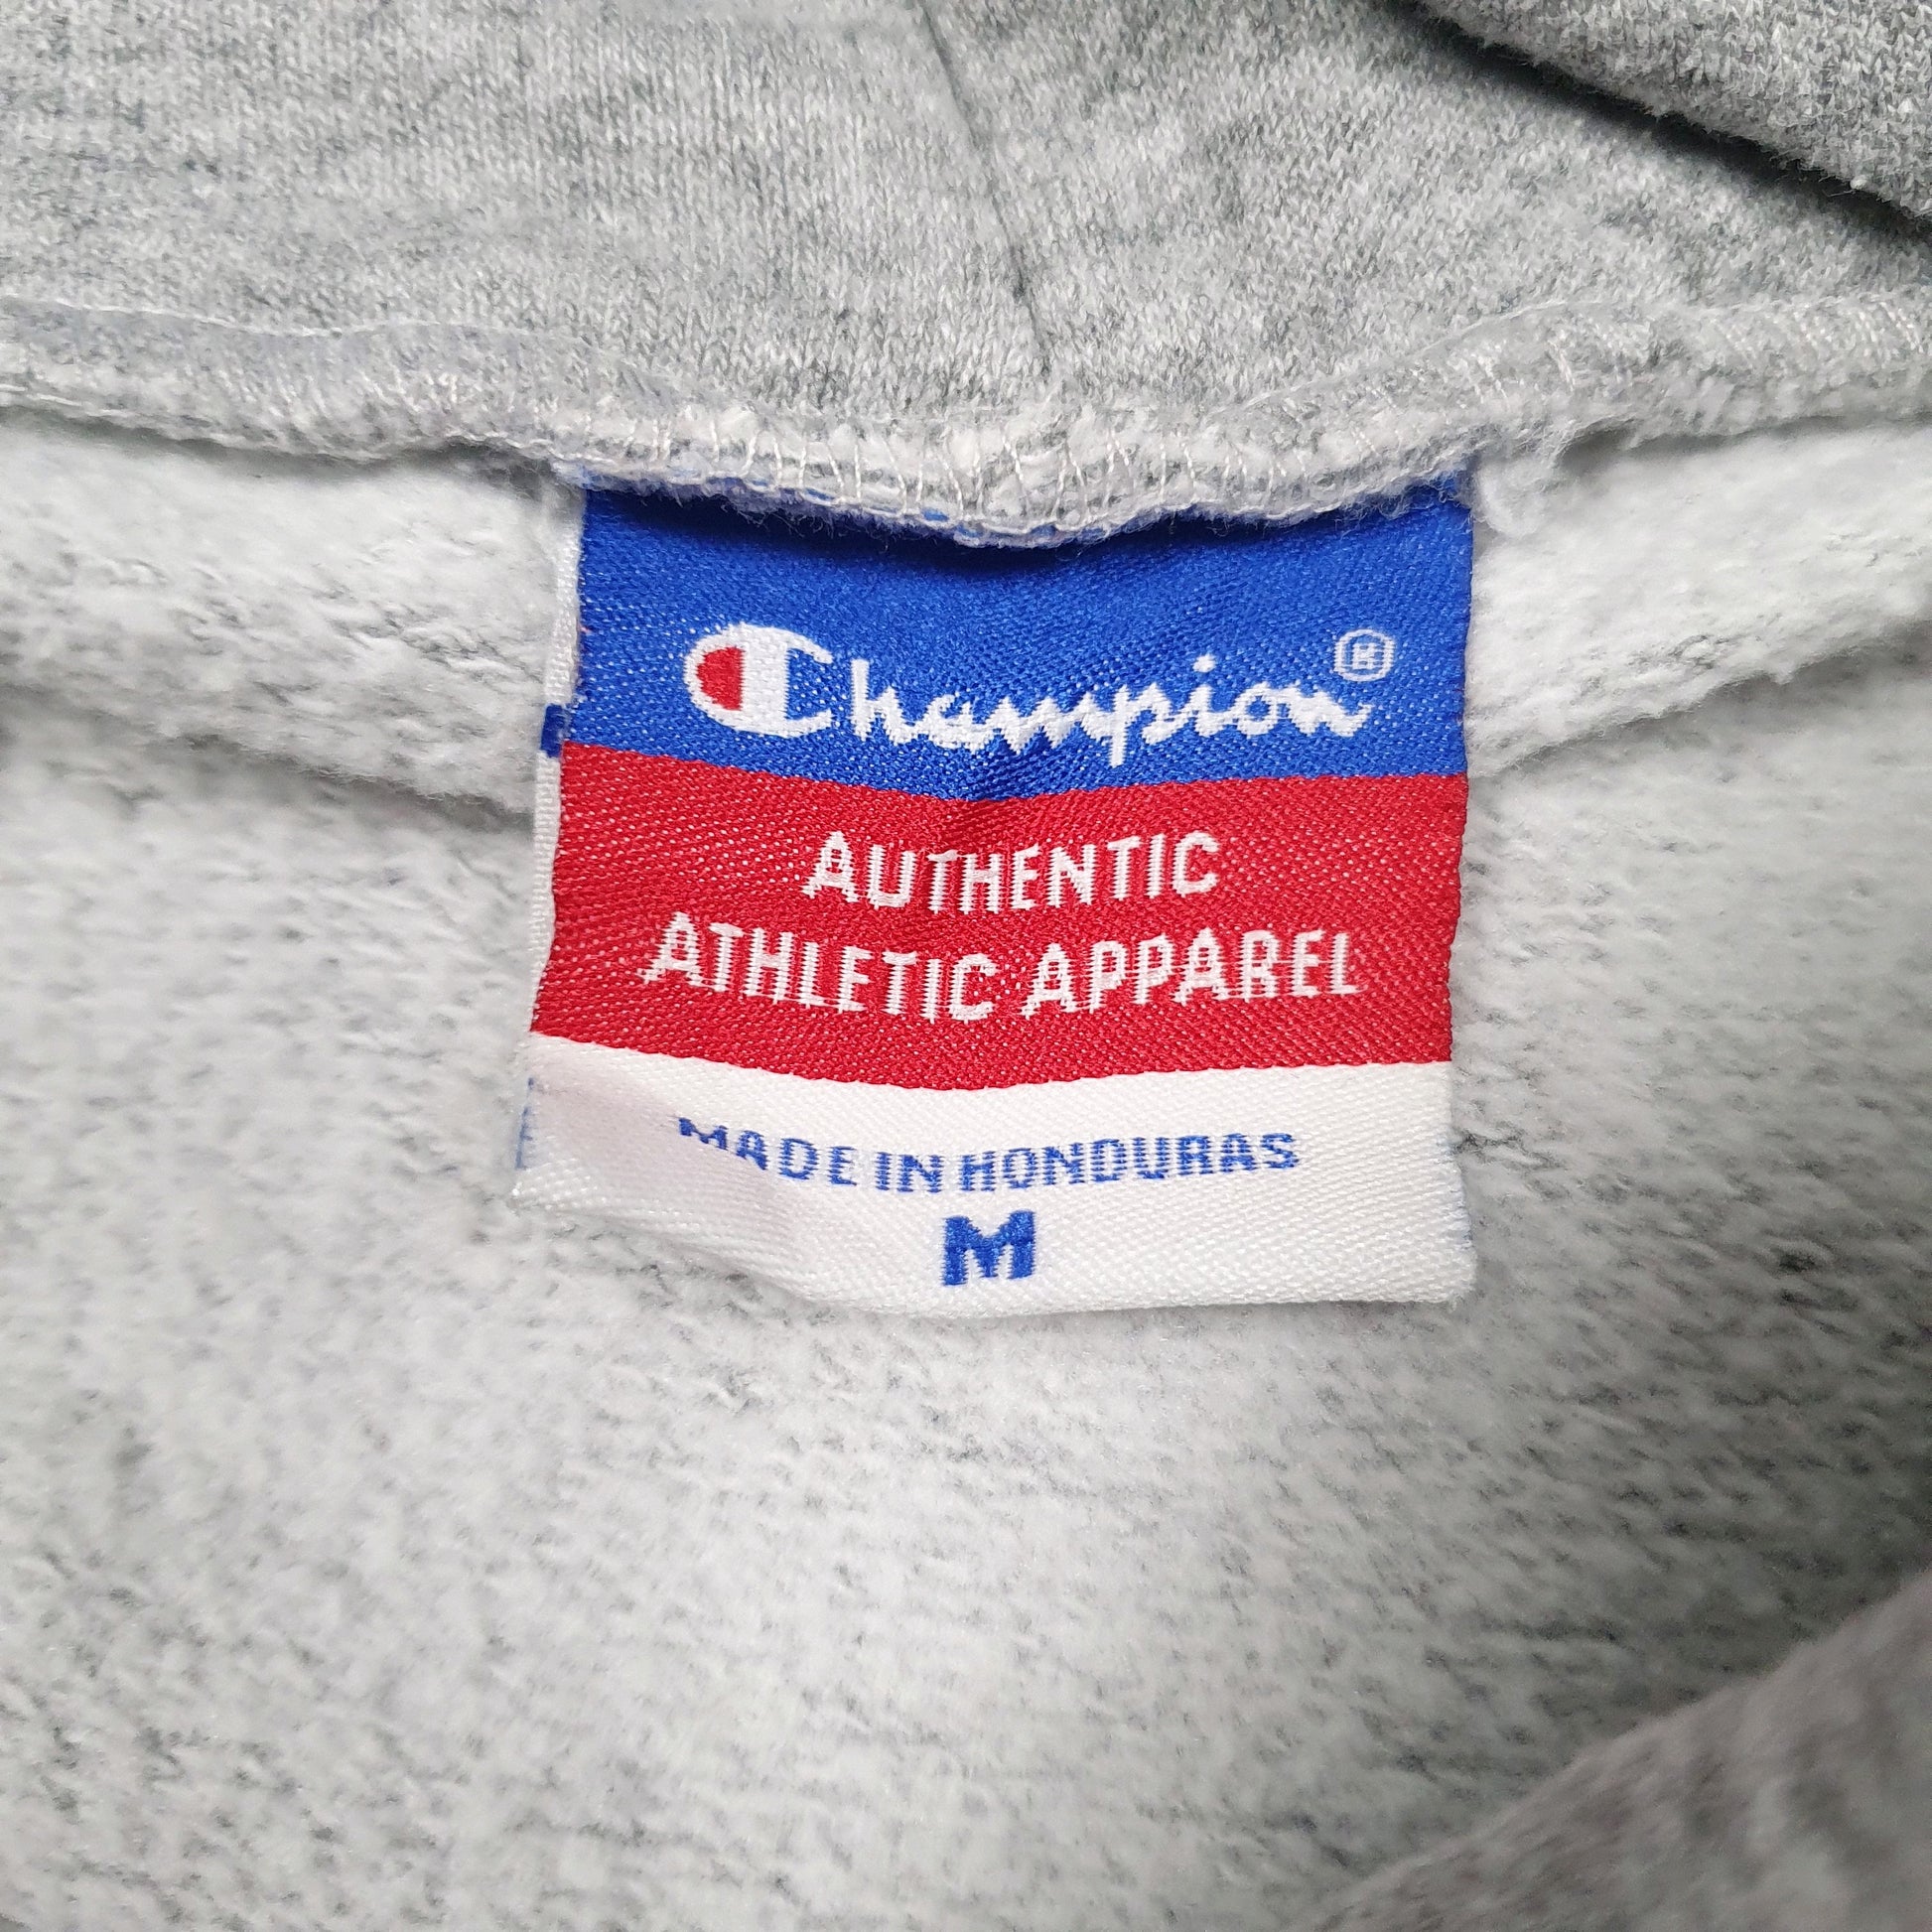 Champion®
AUTHENTIC
ATHLETIC APPAREL
MADE IN HONDURAS
M